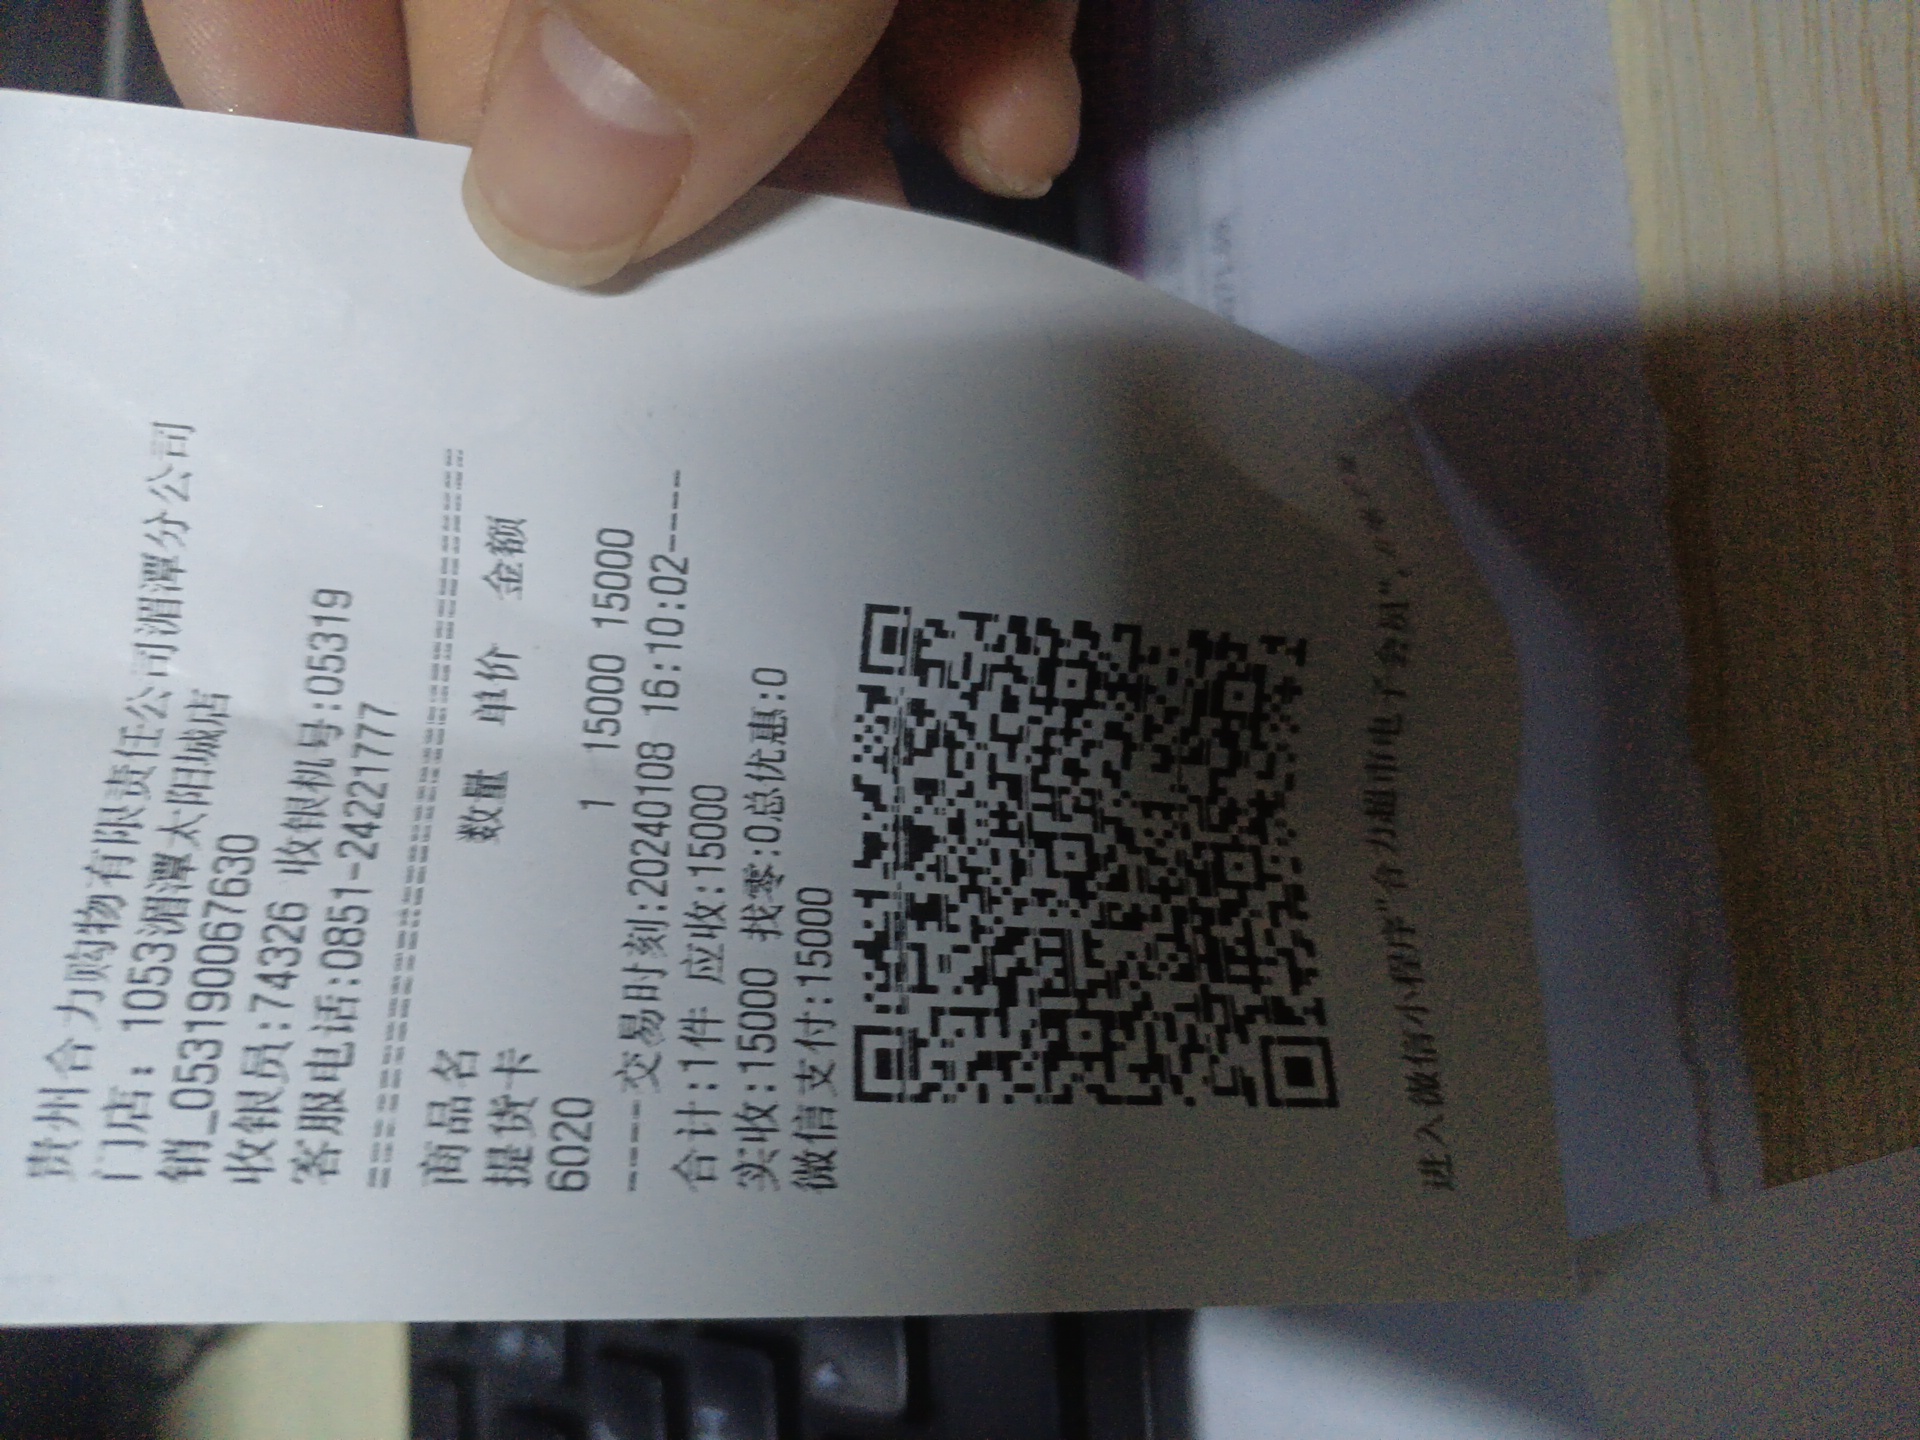 贵州合力购物有限责任公司湄潭分公司
门店: 1053湄潭太阳城店
销_0531900067630
收银员:74326 收银机号:05319
客服电话:0851-2421777
商品名 数量 单价 金额
提货卡
6020 1 15000 15000
-----交易时刻:20240108 16:10:02----
合计:1件 应收:15000
实收:15000 找零:0总优惠:0
微信支付:15000
进入微信小程序"合力超市电子会员",